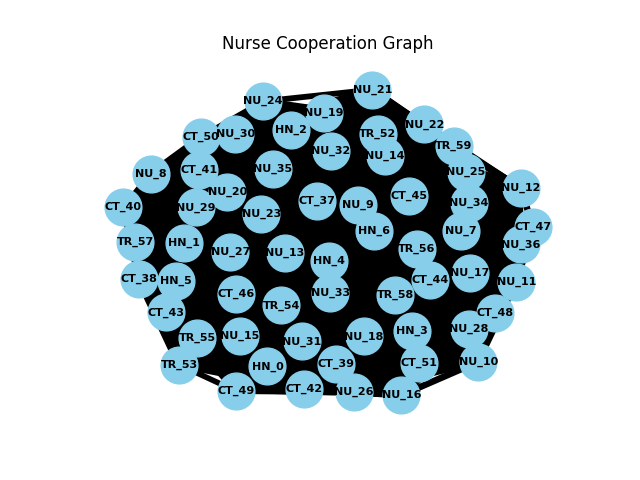 Nurse Cooperation Graph
NU_21
NU_24
NU_19
NU_22
HN_2
TR_52
NU_30
CT_50
TR_59
NU_32
NU_14
NU_35
CT_41
NU_25
NU_8
NU_12
NU_20
CT_45
CT_37
NU_34
NU_9
CT_40
NU_29
NU_23
CT_47
HN_6
NU_7
TR_57
HN_1
NU_36
TR_56
NU_27
NU_13
HN_4
NU_17
CT_38
CT_44
HN_5
NU_11
NU_33
CT_46
TR_58
TR_54
CT_43
CT_48
NU_28
HN_3
NU_15
NU_18
TR_55
NU_31
NU_10
CT_51
CT_39
TR_53
HN_0
CT_42
CT_49
NU_26
NU_16